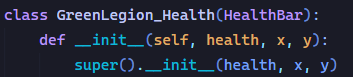 class GreenLegion_Health(HealthBar):
    def __init__(self, health, x, y):
        super().__init__(health, x, y)